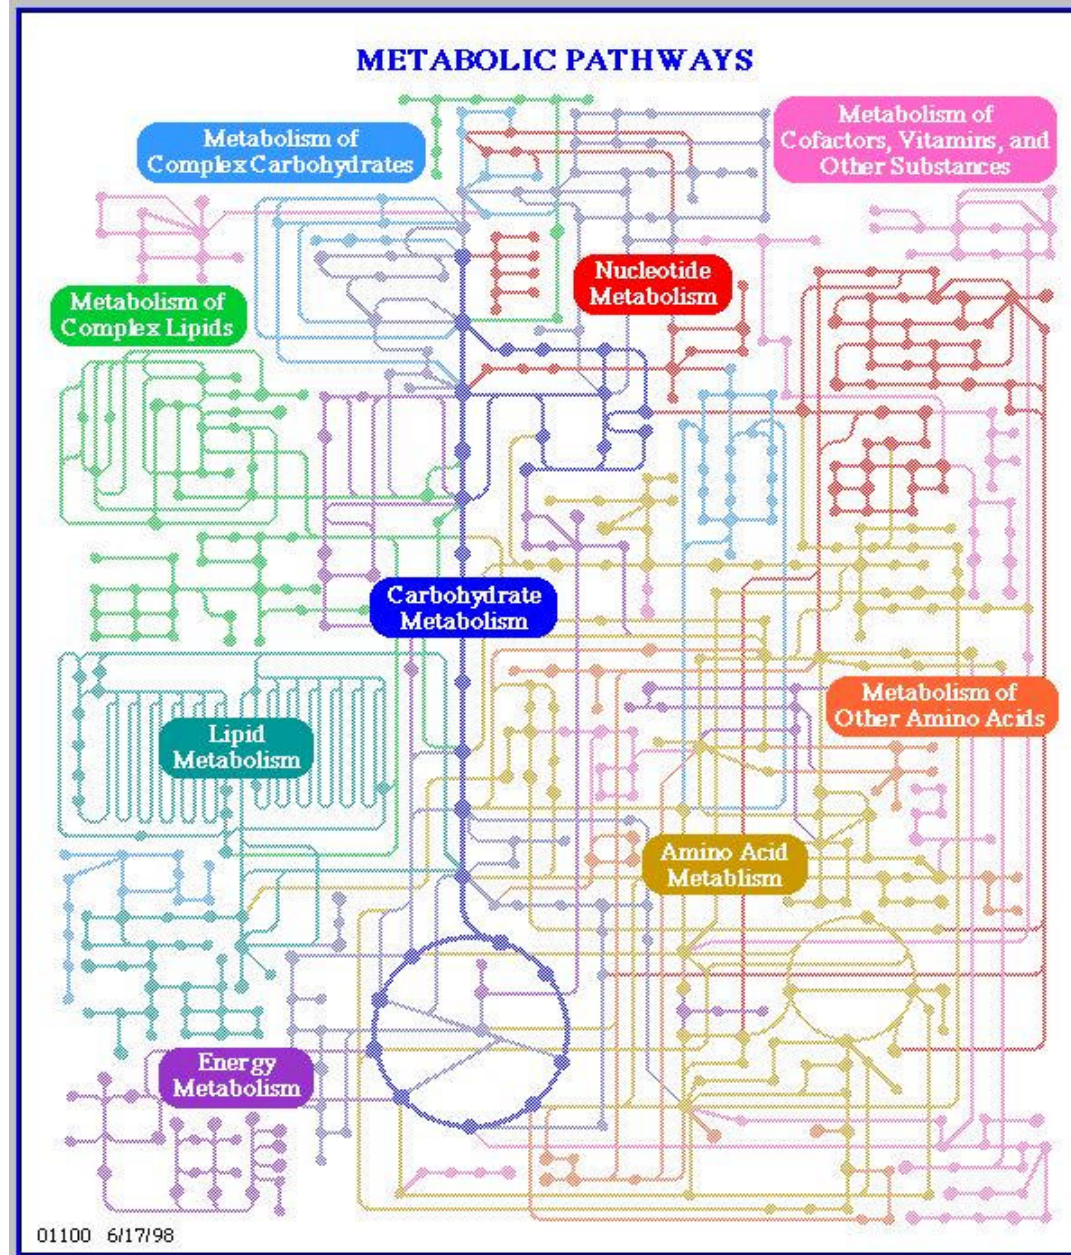 METABOLIC PATHWAYS
Metabolism of
Complex Carbohydrates
Metabolism of
Cofactors, Vitamins, and
Other Substances
Nucleotide
Metabolism
Metabolism of
Complex Lipids
Carbohydrate
Metabolism
Metabolism of
Other Amino Acids
Lipid
Metabolism
Amino Acid
Metablism
Energy
Metabolism
01100 6/17/98